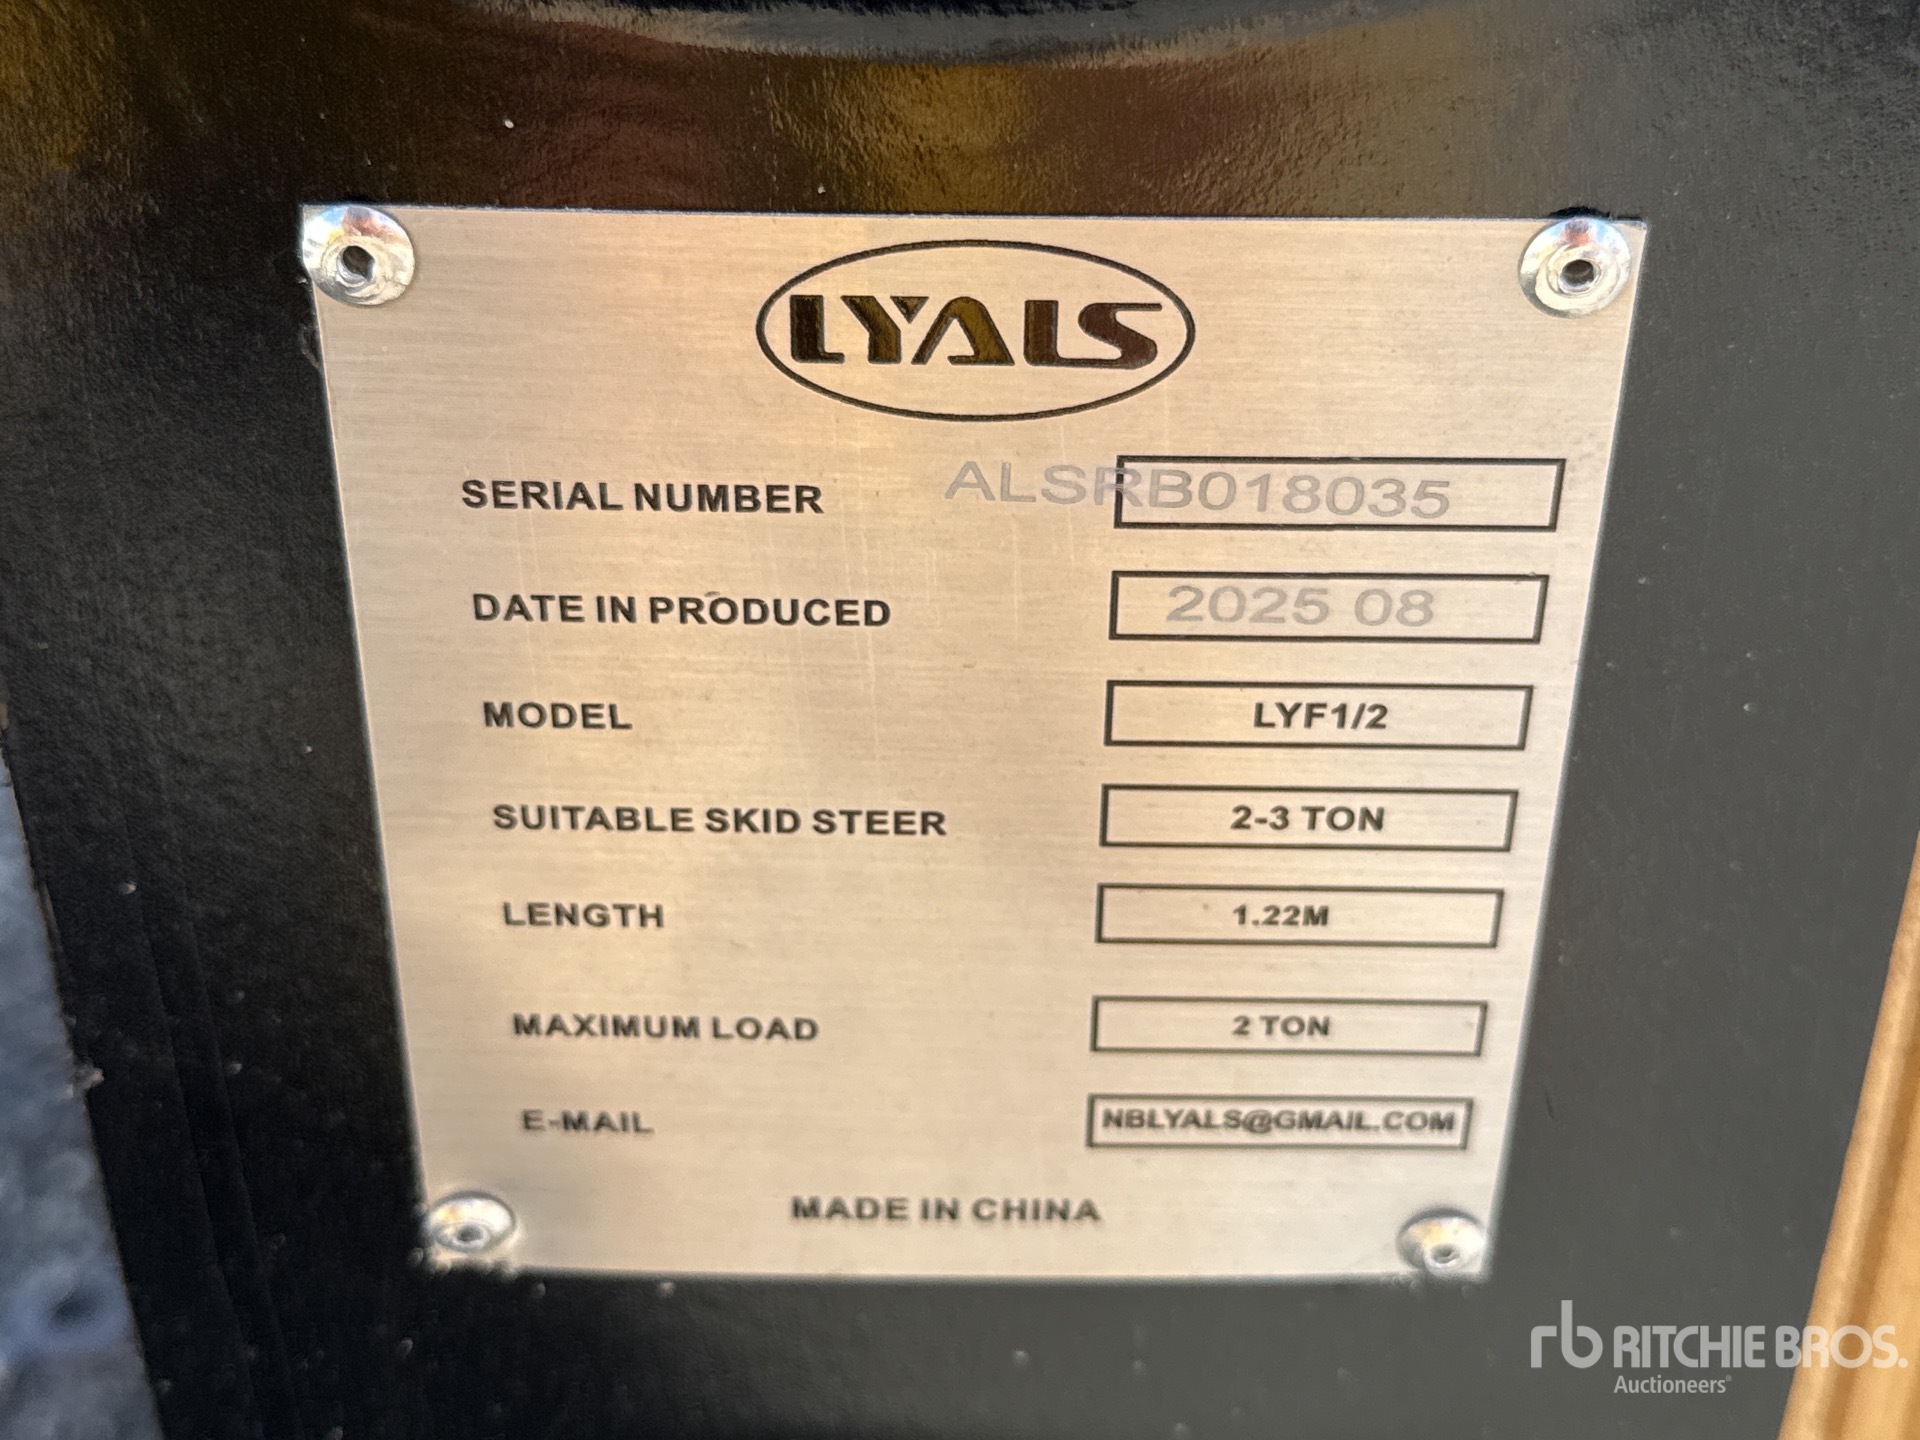 LYALS
SERIAL NUMBER ALSRB018035
DATE IN PRODUCED 2025 08
MODEL LYF1/2
SUITABLE SKID STEER 2-3 TON
LENGTH 1.22M
MAXIMUM LOAD 2 TON
E-MAIL NBLYALS@GMAIL.COM
MADE IN CHINA
rb RITCHIE BROS.
Auctioneers